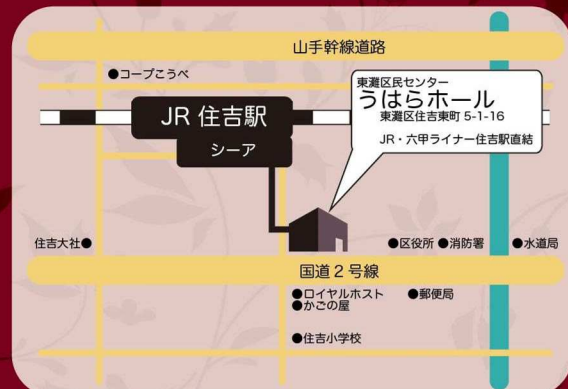 山手幹線道路
●コープこうべ
東灘区民センター
うはらホール
東灘区住吉東町 5-1-16
JR・六甲ライナー住吉駅直結
JR 住吉駅
シーア
住吉大社●
●区役所 ●消防署 ●水道局
国道２号線
●ロイヤルホスト ●郵便局
●かごの屋
●住吉小学校